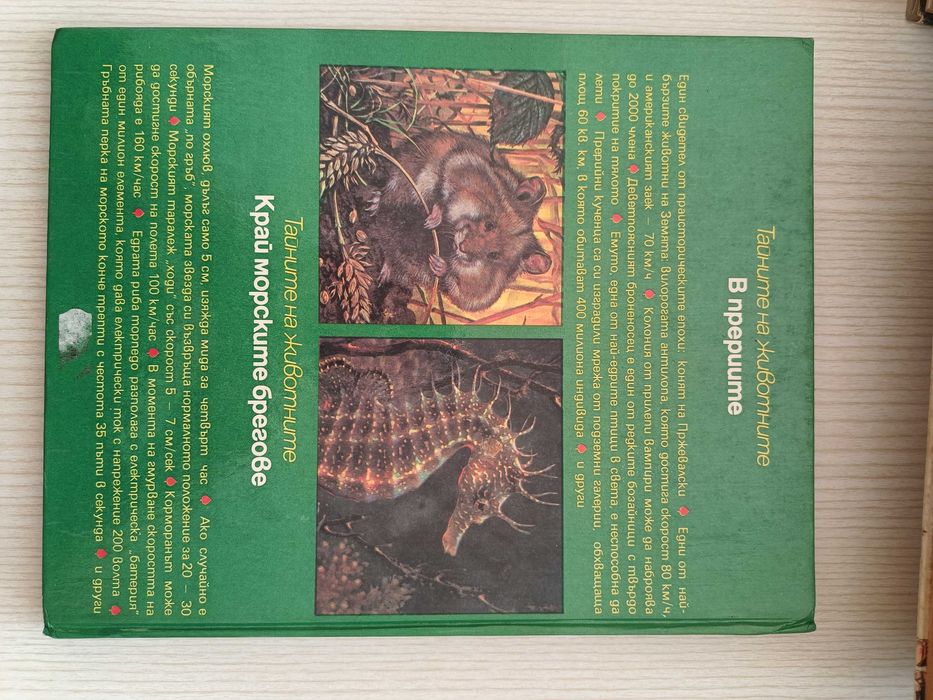 Тайните на животните
В прериите
Един свидетел от праисторическите епохи: конят на Пржевалски ♠ Едни от най-
бързите животни на Земята: вилорогата антилопа, която достига скорост 80 км/ч,
и американският заек – 70 км/ч ♠ Колония от прилепи вампири може да наброява
до 2000 члена ♠ Деветпоясният броненосец е един от редките бозайници с твърдо
покритие на тялото ♠ Емуто, една от най-едрите птици в света, е неспособна да
лети ♠ Прерийни кученца са изградили мрежа от подземни галерии, обхващаща
площ 60 кв. км, в която обитават 400 милиона индивида ♠ и други
Тайните на животните
Край морските брегове
Морският охлюв, дълъг само 5 см, изяжда мида за четвърт час ♠ Ако случайно е
обърната „по гръб", морската звезда си възвръща нормалното положение за 20 – 30
секунди ♠ Морският таралеж „ходи" със скорост 5 – 7 см/сек ♠ Корморанът може
да достигне скорост на полета 100 км/час ♠ В момента на гмурване скоростта на
рибояда е 160 км/час ♠ Едрата риба торпедо разполага с електрическа „батерия"
от един милион елемента, която дава електрически ток с напрежение 200 волта ♠
Гръбната перка на морското конче трепти с честота 35 пъти в секунда ♠ и други